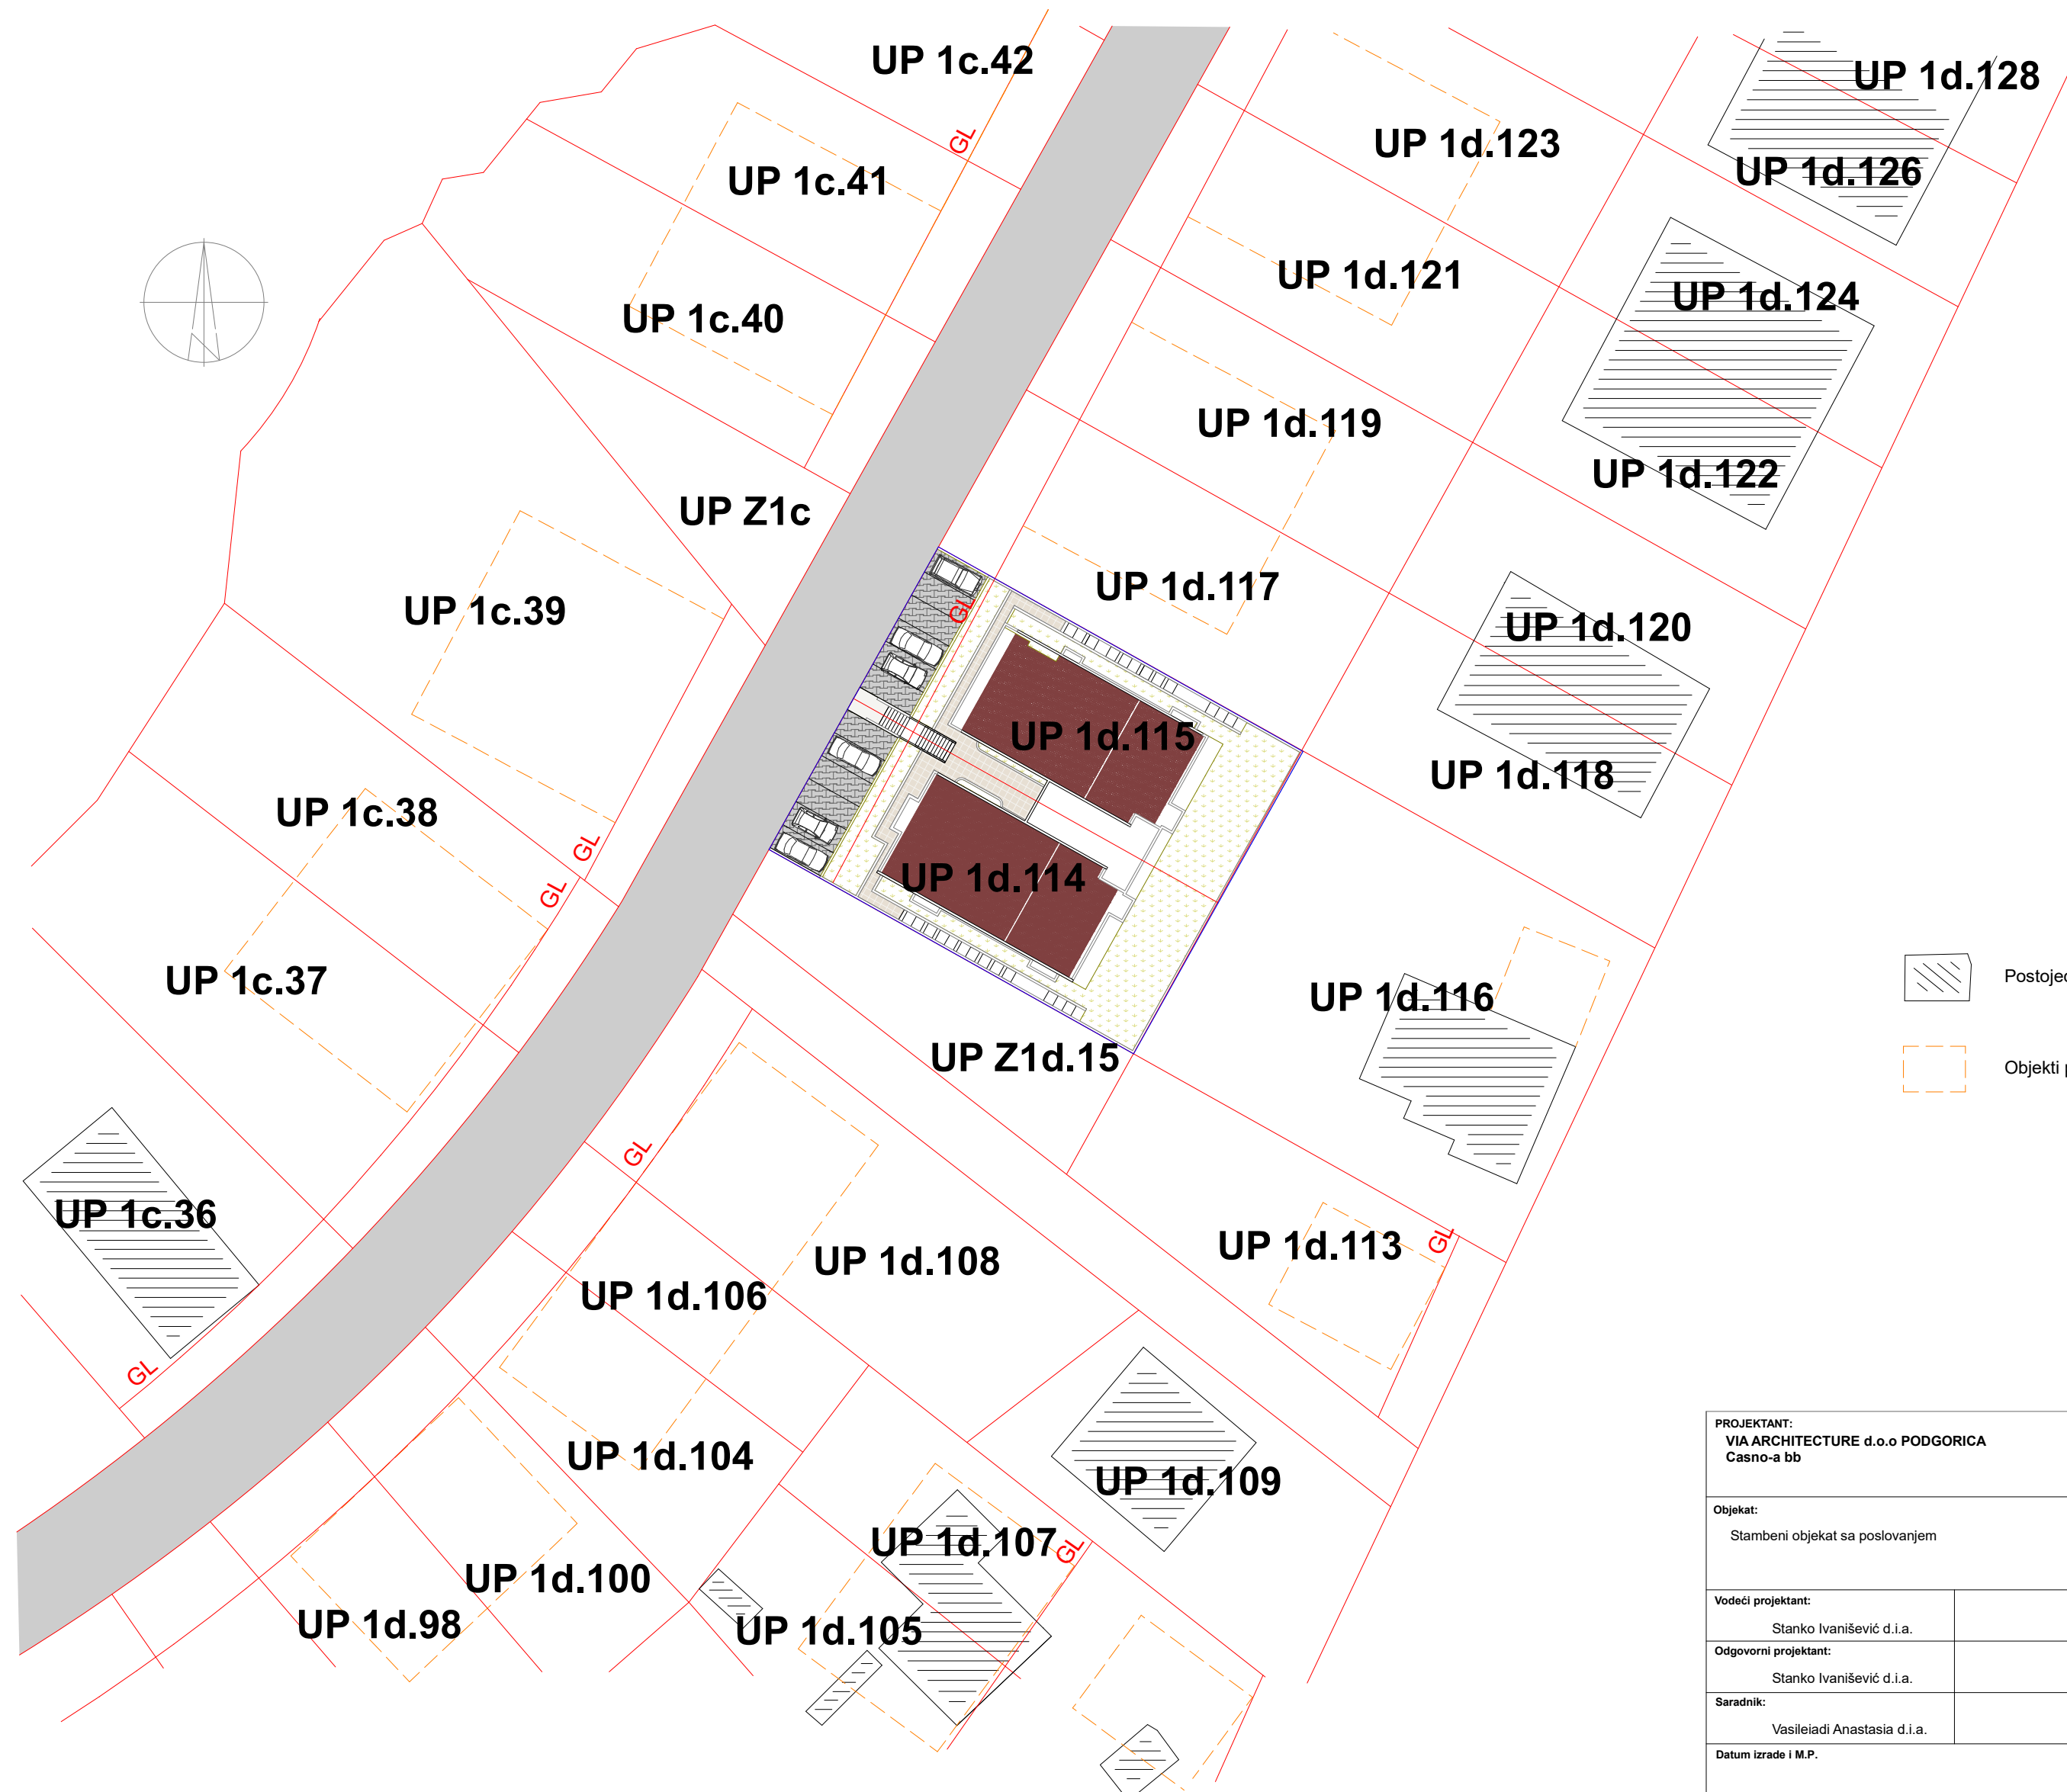 UP 1c.42
UP 1d.128
GL
UP 1d.123
UP 1c.41
UP 1d.126
UP 1d.121
UP 1d.124
UP 1c.40
UP 1d.119
UP 1d.122
UP Z1c
UP 1d.117
UP 1c.39
GL
UP 1d.120
UP 1d.115
UP 1d.118
UP 1c.38
GL
UP 1d.114
GL
UP 1c.37
UP 1d.116
UP Z1d.15
Objekti
GL
UP 1c.36
UP 1d.113
GL
UP 1d.108
UP 1d.106
GL
UP 1d.104
UP 1d.109
UP 1d.107
GL
UP 1d.100
UP 1d.98
UP 1d.105
PROJEKTANT:
VIA ARCHITECTURE d.o.o PODGORICA
Casno-a bb
Objekat:
Stambeni objekat sa poslovanjem
Vodeći projektant:
Stanko Ivanišević d.i.a.
Odgovorni projektant:
Stanko Ivanišević d.i.a.
Saradnik:
Vasileiadi Anastasia d.i.a.
Datum izrade i M.P.